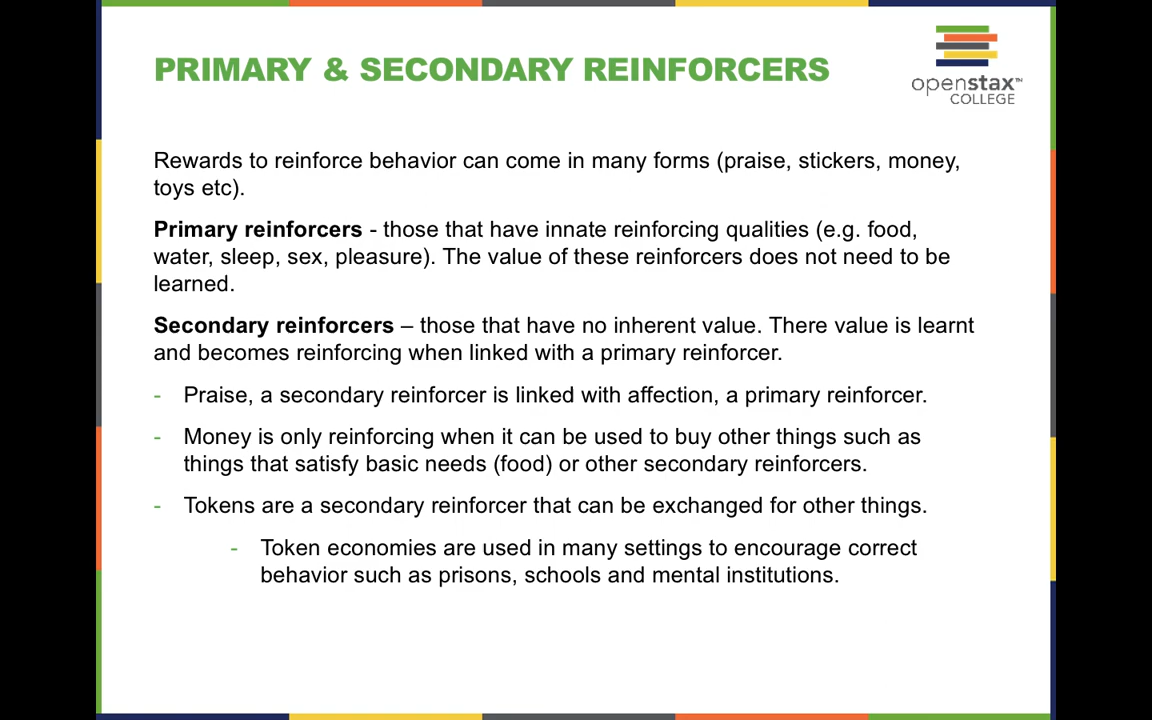 PRIMARY & SECONDARY REINFORCERS
openstax™
COLLEGE
Rewards to reinforce behavior can come in many forms (praise, stickers, money,
toys etc).
Primary reinforcers - those that have innate reinforcing qualities (e.g. food,
water, sleep, sex, pleasure). The value of these reinforcers does not need to be
learned.
Secondary reinforcers – those that have no inherent value. There value is learnt
and becomes reinforcing when linked with a primary reinforcer.
- Praise, a secondary reinforcer is linked with affection, a primary reinforcer.
- Money is only reinforcing when it can be used to buy other things such as
things that satisfy basic needs (food) or other secondary reinforcers.
- Tokens are a secondary reinforcer that can be exchanged for other things.
- Token economies are used in many settings to encourage correct
behavior such as prisons, schools and mental institutions.